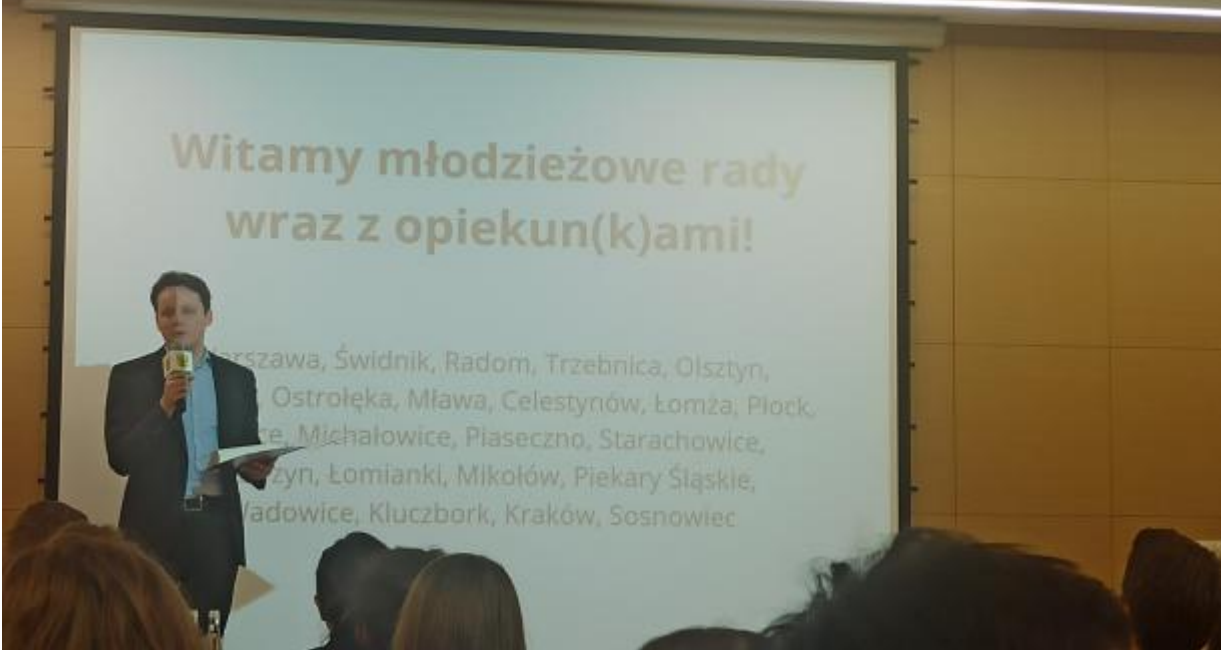 Witamy młodzieżowe rady
wraz z opiekun(k)ami!
Świdnik, Radom, Trzebnica, Olsztyn,
Ostrołęka, Mława, Celestynów, Łomża, Płock,
Michałowice, Piaseczno, Starachowice,
Łomianki, Mikołów, Piekary Śląskie,
Kluczbork, Kraków, Sosnowiec